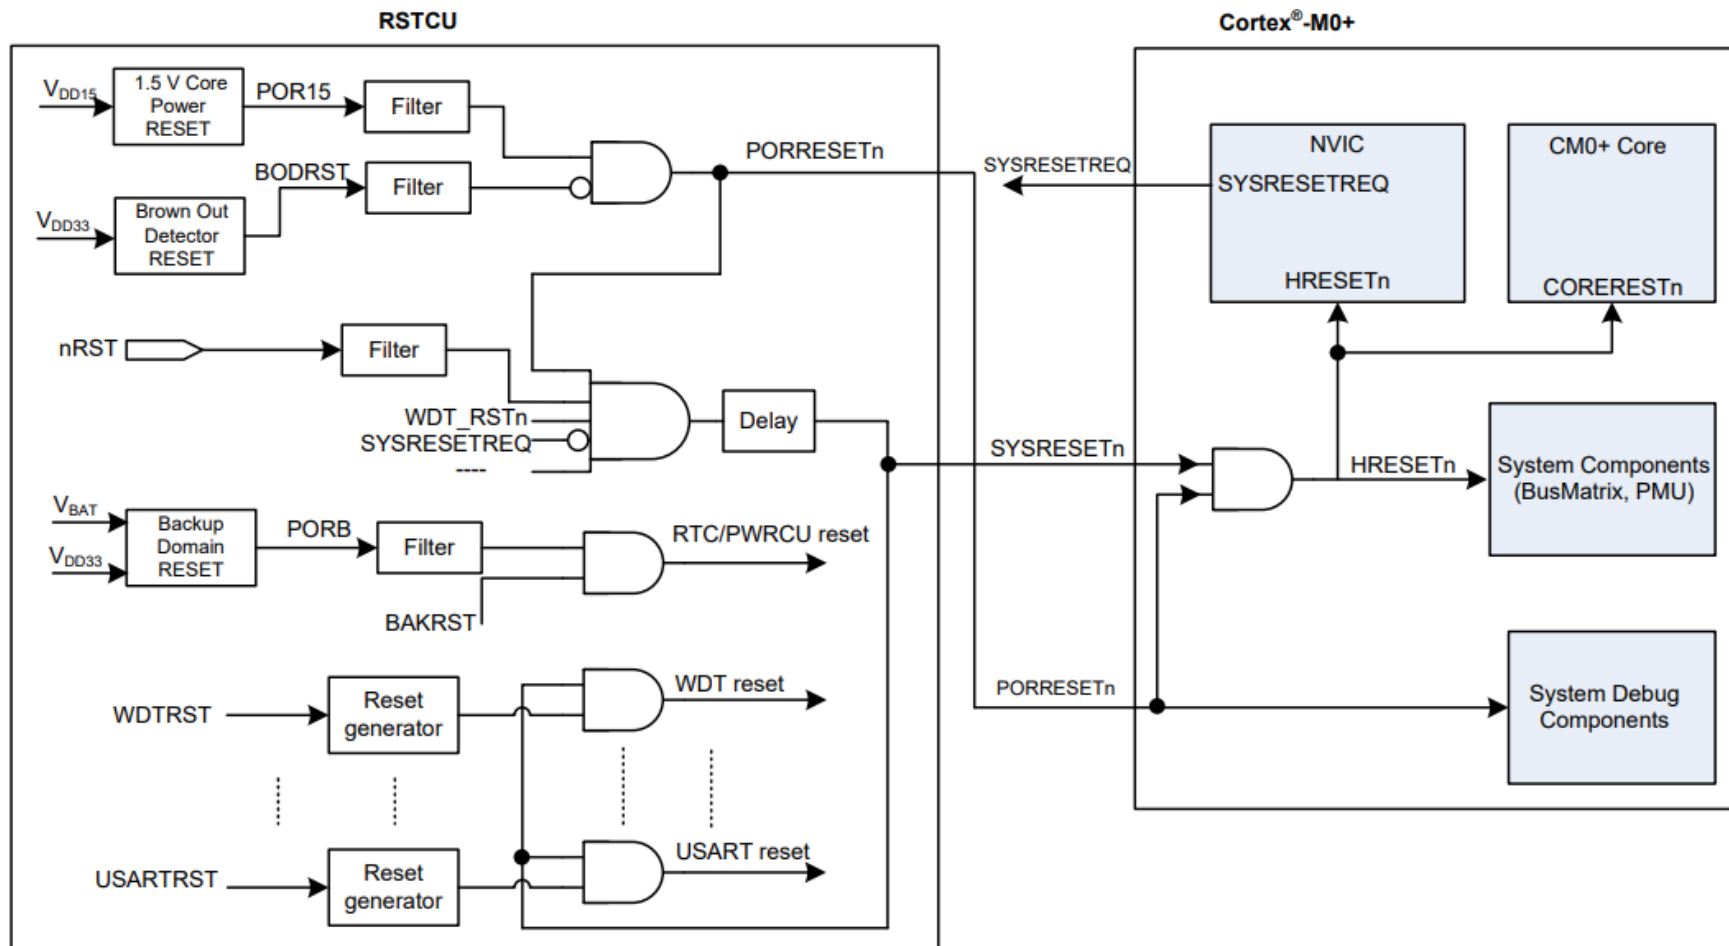 RSTCU
Cortex®-M0+
VDD15
1.5 V Core
Power
RESET
POR15
Filter
BODRST
Filter
VDD33
Brown Out
Detector
RESET
PORRESETn
SYSRESETREQ
NVIC
SYSRESETREQ
HRESETn
CM0+ Core
CORERESTn
nRST
Filter
WDT_RSTn
SYSRESETREQ
----
Delay
SYSRESETn
HRESETn
System Components
(BusMatrix, PMU)
VBAT
VDD33
Backup
Domain
RESET
PORB
Filter
BAKRST
RTC/PWRCU reset
WDTRST
Reset
generator
WDT reset
PORRESETn
System Debug
Components
USARTRST
Reset
generator
USART reset